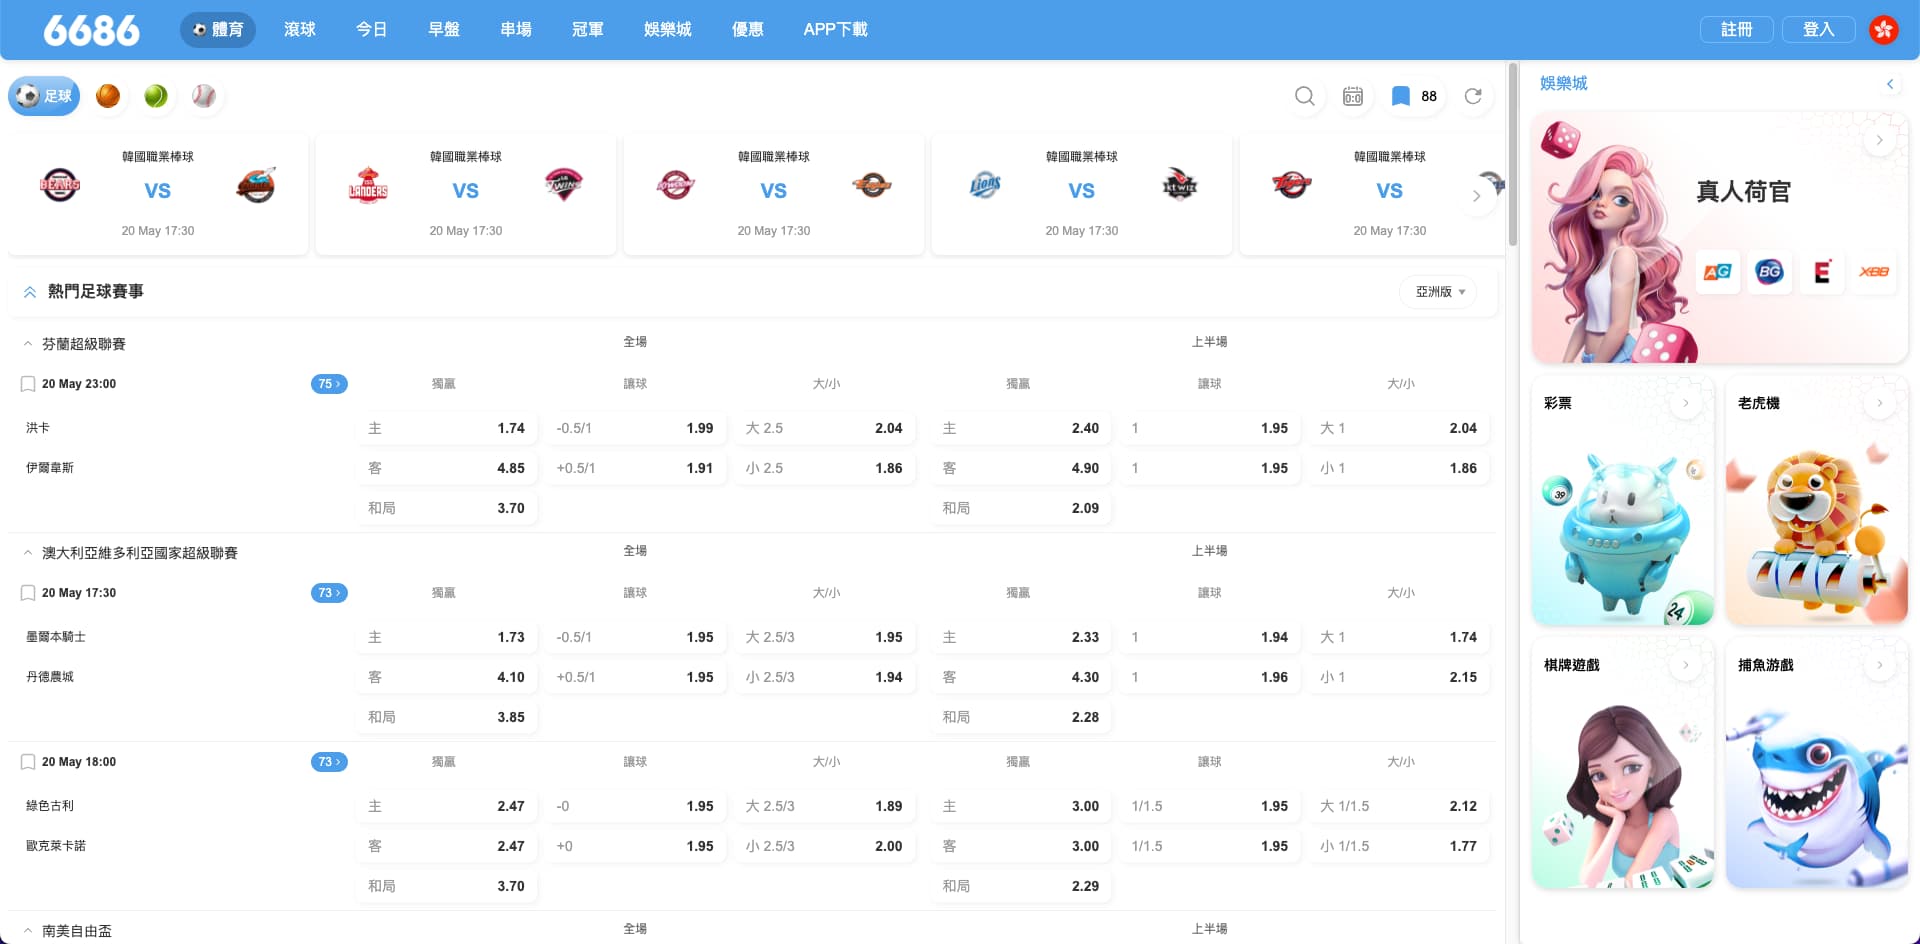 6686 體育 滾球 今日 早盤 串場 冠軍 娛樂城 優惠 APP下載 註冊 登入
足球 88
韓國職業棒球 韓國職業棒球 韓國職業棒球 韓國職業棒球 韓國職業棒球
BEARS VS LANDERS VS TWINS KIWOOM VS Lions VS kt wiz Tigers VS
20 May 17:30 20 May 17:30 20 May 17:30 20 May 17:30 20 May 17:30
熱門足球賽事 亞洲版
芬蘭超級聯賽 全場 上半場
20 May 23:00 75 獨贏 讓球 大/小 獨贏 讓球 大/小
洪卡 主 1.74 -0.5/1 1.99 大 2.5 2.04 主 2.40 1 1.95 大 1 2.04
伊爾韋斯 客 4.85 +0.5/1 1.91 小 2.5 1.86 客 4.90 1 1.95 小 1 1.86
和局 3.70 和局 2.09
澳大利亞維多利亞國家超級聯賽 全場 上半場
20 May 17:30 73 獨贏 讓球 大/小 獨贏 讓球 大/小
墨爾本騎士 主 1.73 -0.5/1 1.95 大 2.5/3 1.95 主 2.33 1 1.94 大 1 1.74
丹德農城 客 4.10 +0.5/1 1.95 小 2.5/3 1.94 客 4.30 1 1.96 小 1 2.15
和局 3.85 和局 2.28
20 May 18:00 73 獨贏 讓球 大/小 獨贏 讓球 大/小
綠色古利 主 2.47 -0 1.95 大 2.5/3 1.89 主 3.00 1/1.5 1.95 大 1/1.5 2.12
歐克萊卡諾 客 2.47 +0 1.95 小 2.5/3 2.00 客 3.00 1/1.5 1.95 小 1/1.5 1.77
和局 3.70 和局 2.29
南美自由盃 全場 上半場
娛樂城
真人荷官
AG BG E XBB
彩票 老虎機
39
24
777
棋牌遊戲 捕魚游戲